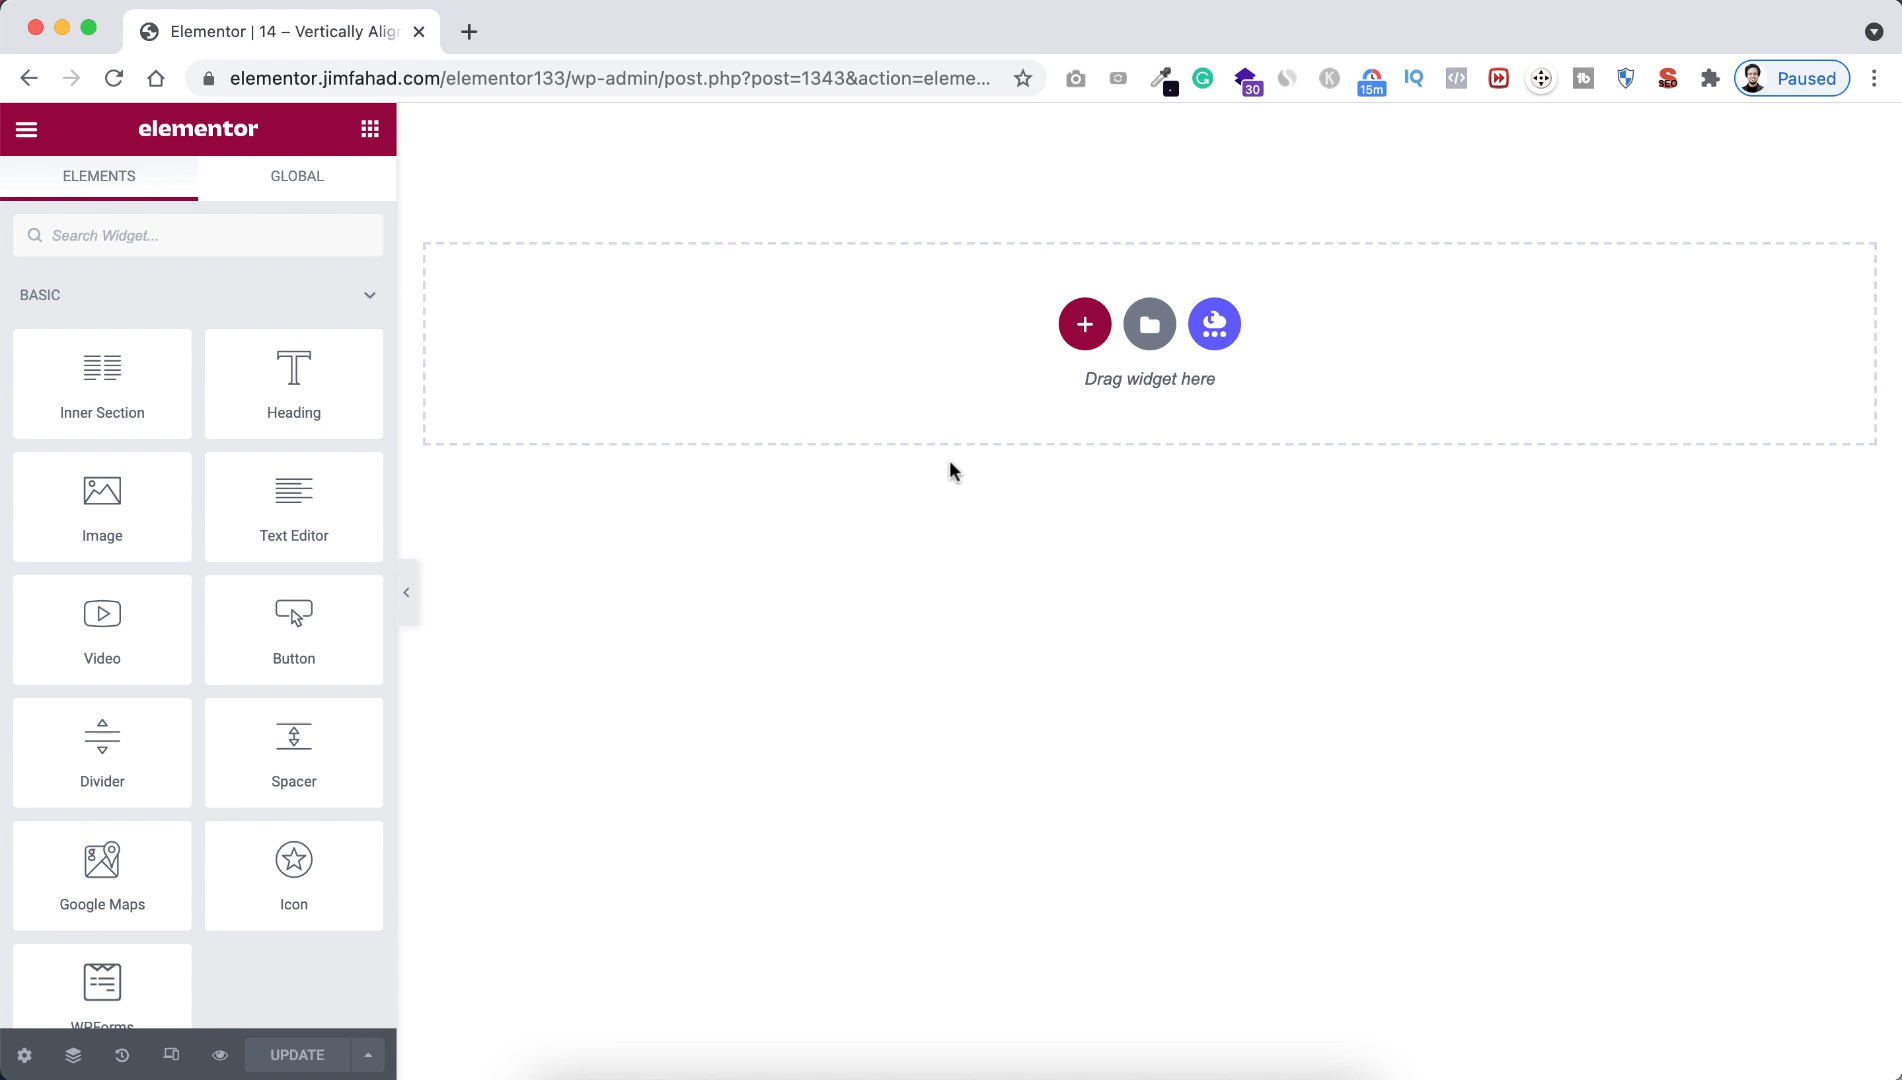 Elementor | 14 – Vertically Alig
elementor.jimfahad.com/elementor133/wp-admin/post.php?post=1343&action=eleme...
30
15m
IQ
SEO
Paused
elementor
ELEMENTS
GLOBAL
Search Widget...
BASIC
Inner Section
Heading
Image
Text Editor
Video
Button
Divider
Spacer
Google Maps
Icon
WPForms
UPDATE
Drag widget here